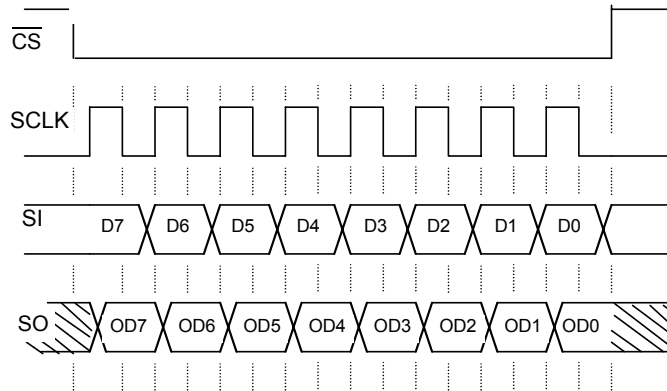 CS
SCLK
SI D7 D6 D5 D4 D3 D2 D1 D0
SO OD7 OD6 OD5 OD4 OD3 OD2 OD1 OD0